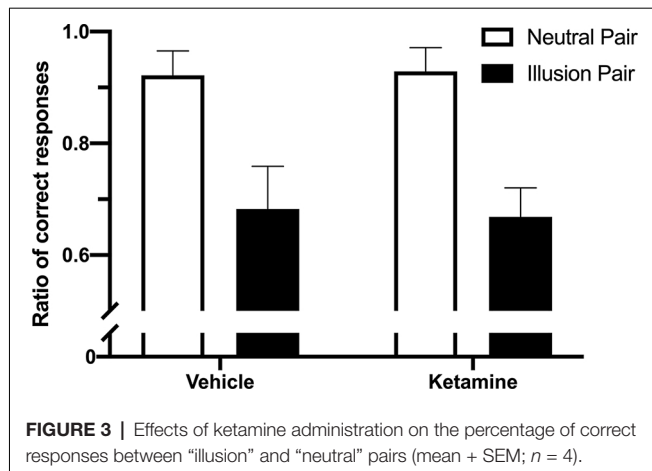 1.0
Neutral Pair
Illusion Pair
0.8
Ratio of correct responses
0.6
0
Vehicle Ketamine
FIGURE 3 | Effects of ketamine administration on the percentage of correct
responses between “illusion” and “neutral” pairs (mean + SEM; n = 4).